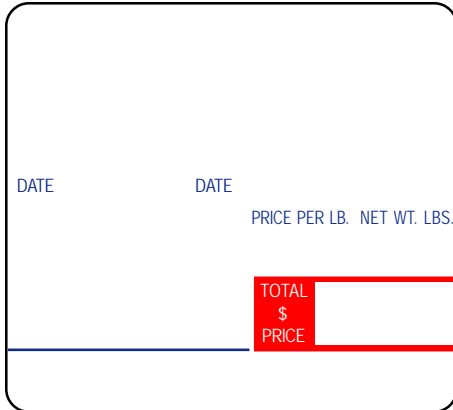 DATE DATE
PRICE PER LB. NET WT. LBS.
TOTAL
$
PRICE